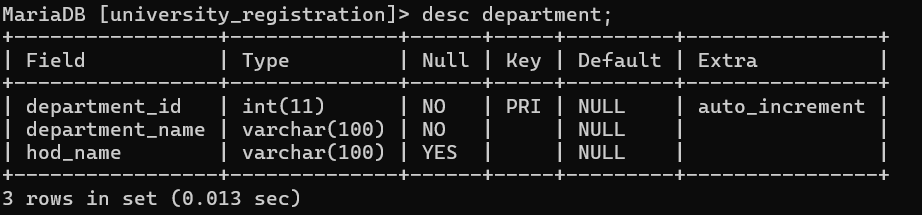 MariaDB [university_registration]> desc department;
+-----------------+--------------+------+-----+---------+----------------+
| Field           | Type         | Null | Key | Default | Extra          |
+-----------------+--------------+------+-----+---------+----------------+
| department_id   | int(11)      | NO   | PRI | NULL    | auto_increment |
| department_name | varchar(100) | NO   |     | NULL    |                |
| hod_name        | varchar(100) | YES  |     | NULL    |                |
+-----------------+--------------+------+-----+---------+----------------+
3 rows in set (0.013 sec)